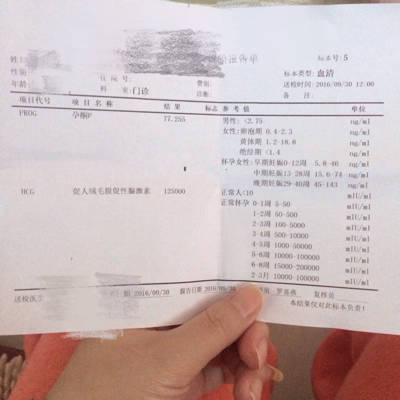 验报告单
姓 标本号：5
性别 住院号： 费别： 标本类型：血清
年龄： 科 室：门诊 诊断： 送检时间：2016/09/30 12:00
备 注：
项目代号 项 目 名 称 结 果 标志 参 考 值 单位
PROG 孕酮P 77.255 男性：<2.75 ng/ml
女性：卵泡期 0.4-2.3 ng/ml
黄体期 1.2-18.8 ng/ml
绝经期 <1.4 ng/ml
怀孕女性：早期妊娠0-12周 5.8-46 ng/ml
中期妊娠13-28周 15.6-74 ng/ml
晚期妊娠29-40周 45-143 ng/ml
HCG 促人绒毛膜促性腺激素 125000 正常人<10 mIU/ml
正常怀孕 0-1周 5-50 mIU/ml
1-2周 50-500 mIU/ml
2-3周 100-5000 mIU/ml
3-4周 500-10000 mIU/ml
4-5周 1000-50000 mIU/ml
5-6周 10000-100000 mIU/ml
6-8周 15000-200000 mIU/ml
2-3月 10000-100000 mIU/ml
送检医 期 2016/09/30 报告日期 2016/09/30 复核员
本结果仅对此标本负责！